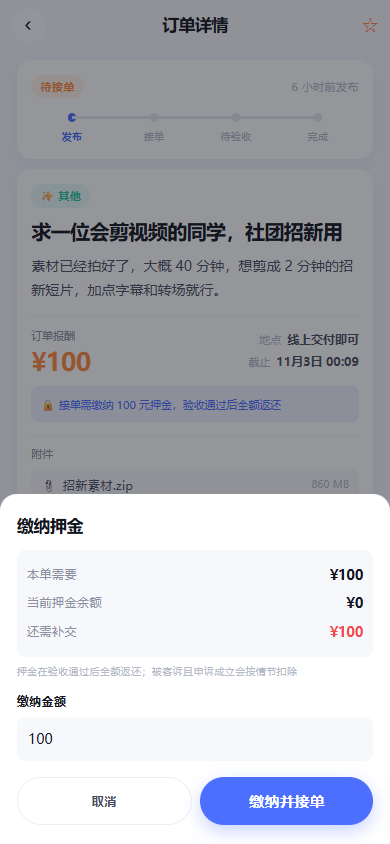 订单详情
待接单
6 小时前发布
发布
接单
待验收
完成
其他
求一位会剪视频的同学，社团招新用
素材已经拍好了，大概 40 分钟，想剪成 2 分钟的招
新短片，加点字幕和转场就行。
订单报酬
¥100
地点 线上交付即可
截止 11月3日 00:09
接单需缴纳 100 元押金，验收通过后全额返还
附件
招新素材.zip
860 MB
缴纳押金
本单需要 ¥100
当前押金余额 ¥0
还需补交 ¥100
押金在验收通过后全额返还；被客诉且申诉成立会按情节扣除
缴纳金额
100
取消
缴纳并接单